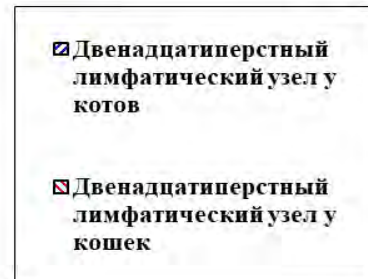 Двенадцатиперстный
лимфатический узел у
котов
Двенадцатиперстный
лимфатический узел у
кошек